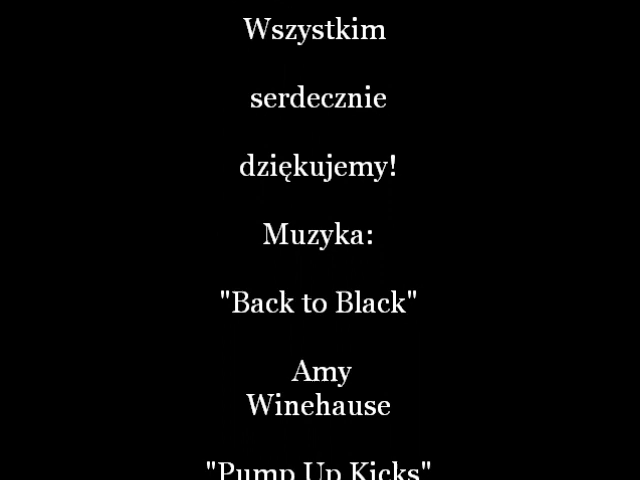 Wszystkim
serdecznie
dziękujemy!
Muzyka:
"Back to Black"
Amy
Winehause
"Pump Up Kicks"